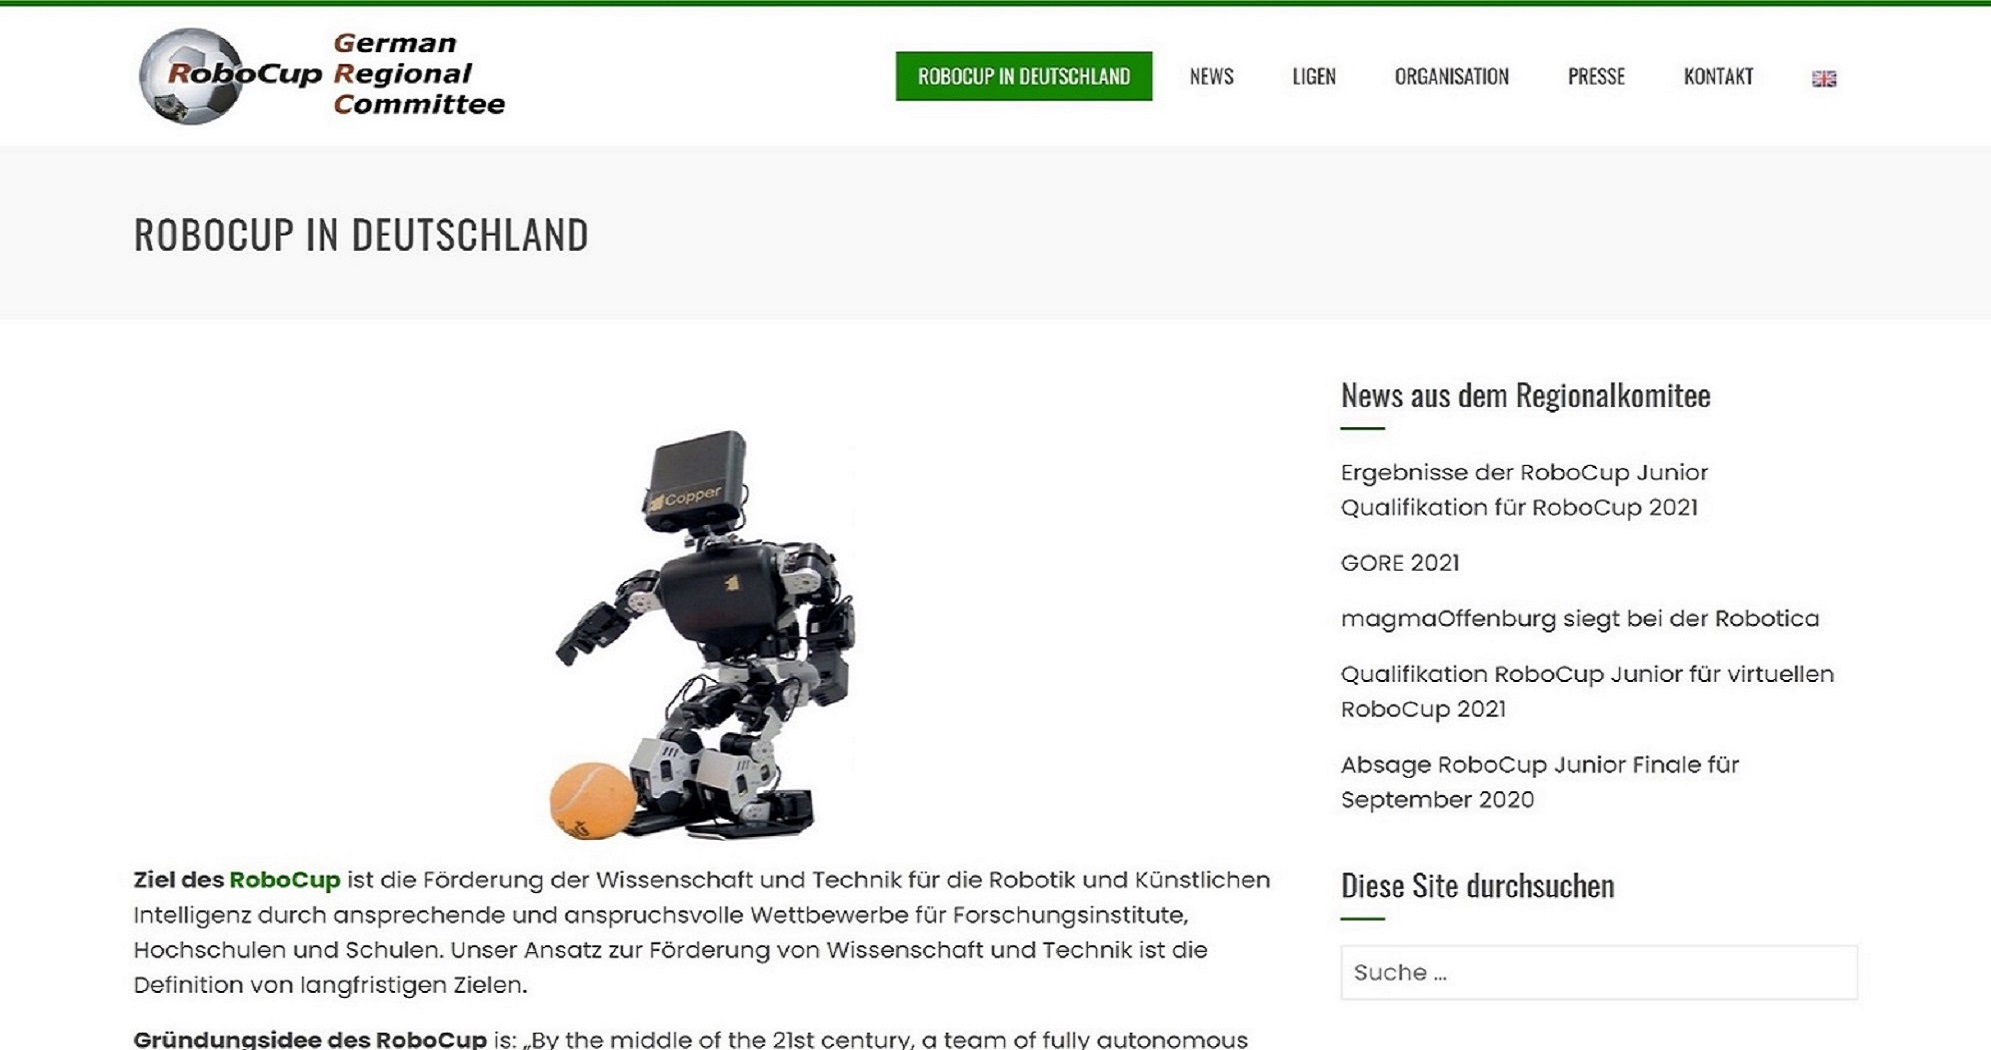 German
RoboCup Regional
Committee
ROBOCUP IN DEUTSCHLAND NEWS LIGEN ORGANISATION PRESSE KONTAKT
ROBOCUP IN DEUTSCHLAND
Copper
News aus dem Regionalkomitee
Ergebnisse der RoboCup Junior
Qualifikation für RoboCup 2021
GORE 2021
magmaOffenburg siegt bei der Robotica
Qualifikation RoboCup Junior für virtuellen
RoboCup 2021
Absage RoboCup Junior Finale für
September 2020
Diese Site durchsuchen
Suche ...
Ziel des RoboCup ist die Förderung der Wissenschaft und Technik für die Robotik und Künstlichen
Intelligenz durch ansprechende und anspruchsvolle Wettbewerbe für Forschungsinstitute,
Hochschulen und Schulen. Unser Ansatz zur Förderung von Wissenschaft und Technik ist die
Definition von langfristigen Zielen.
Gründungsidee des RoboCup is: „By the middle of the 21st century, a team of fully autonomous